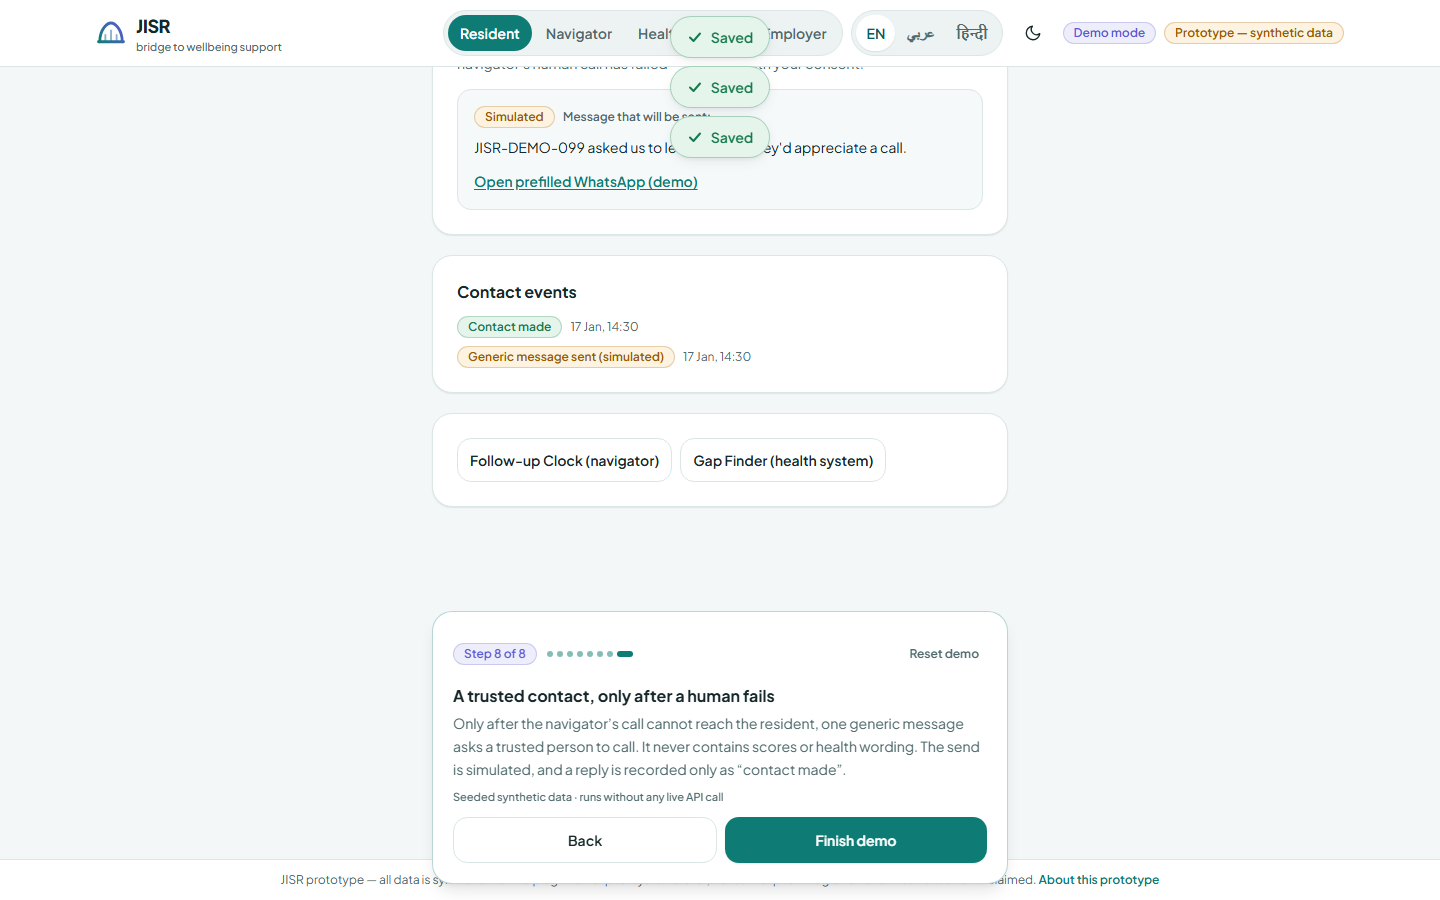 JISR
bridge to wellbeing support
Resident
Navigator
EN
عربي
हिन्दी
Demo mode
Prototype — synthetic data
Saved
Saved
Saved
Simulated
Message that will be sent:
JISR-DEMO-099 asked us to
appreciate a call.
Open prefilled WhatsApp (demo)
Contact events
Contact made 17 Jan, 14:30
Generic message sent (simulated) 17 Jan, 14:30
Follow-up Clock (navigator)
Gap Finder (health system)
Step 8 of 8
Reset demo
A trusted contact, only after a human fails
Only after the navigator’s call cannot reach the resident, one generic message
asks a trusted person to call. It never contains scores or health wording. The send
is simulated, and a reply is recorded only as “contact made”.
Seeded synthetic data · runs without any live API call
Back
Finish demo
JISR prototype — all data is
About this prototype